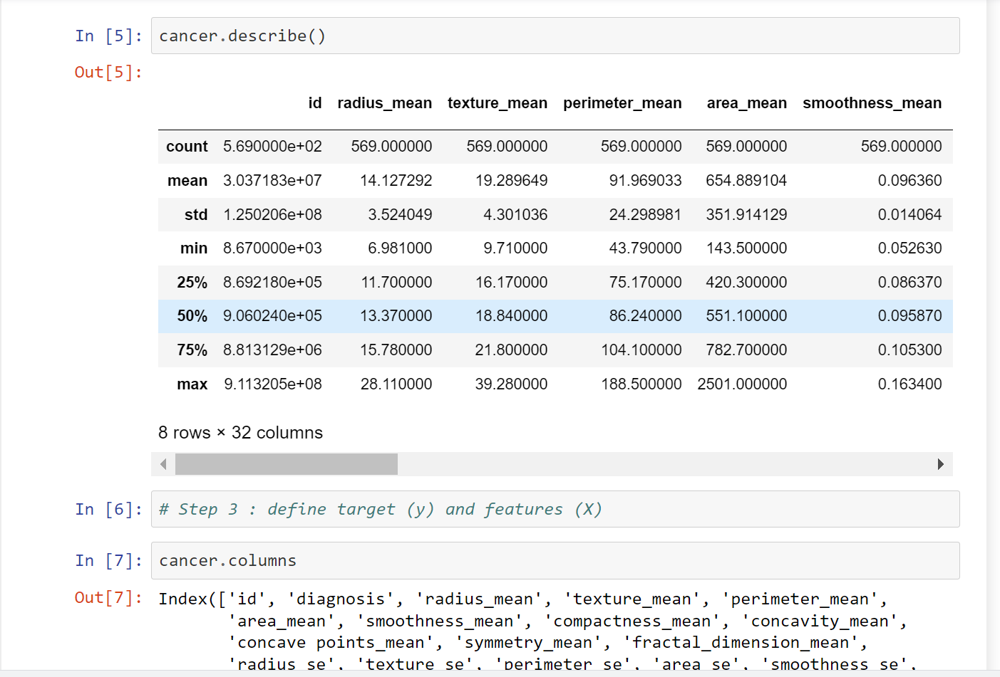 In [5]: cancer.describe()
Out[5]:
id radius_mean texture_mean perimeter_mean area_mean smoothness_mean
count 5.690000e+02 569.000000 569.000000 569.000000 569.000000 569.000000
mean 3.037183e+07 14.127292 19.289649 91.969033 654.889104 0.096360
std 1.250206e+08 3.524049 4.301036 24.298981 351.914129 0.014064
min 8.670000e+03 6.981000 9.710000 43.790000 143.500000 0.052630
25% 8.692180e+05 11.700000 16.170000 75.170000 420.300000 0.086370
50% 9.060240e+05 13.370000 18.840000 86.240000 551.100000 0.095870
75% 8.813129e+06 15.780000 21.800000 104.100000 782.700000 0.105300
max 9.113205e+08 28.110000 39.280000 188.500000 2501.000000 0.163400
8 rows × 32 columns
In [6]: # Step 3 : define target (y) and features (X)
In [7]: cancer.columns
Out[7]: Index(['id', 'diagnosis', 'radius_mean', 'texture_mean', 'perimeter_mean',
'area_mean', 'smoothness_mean', 'compactness_mean', 'concavity_mean',
'concave points_mean', 'symmetry_mean', 'fractal_dimension_mean',
'radius_se', 'texture_se', 'perimeter_se', 'area_se', 'smoothness_se',